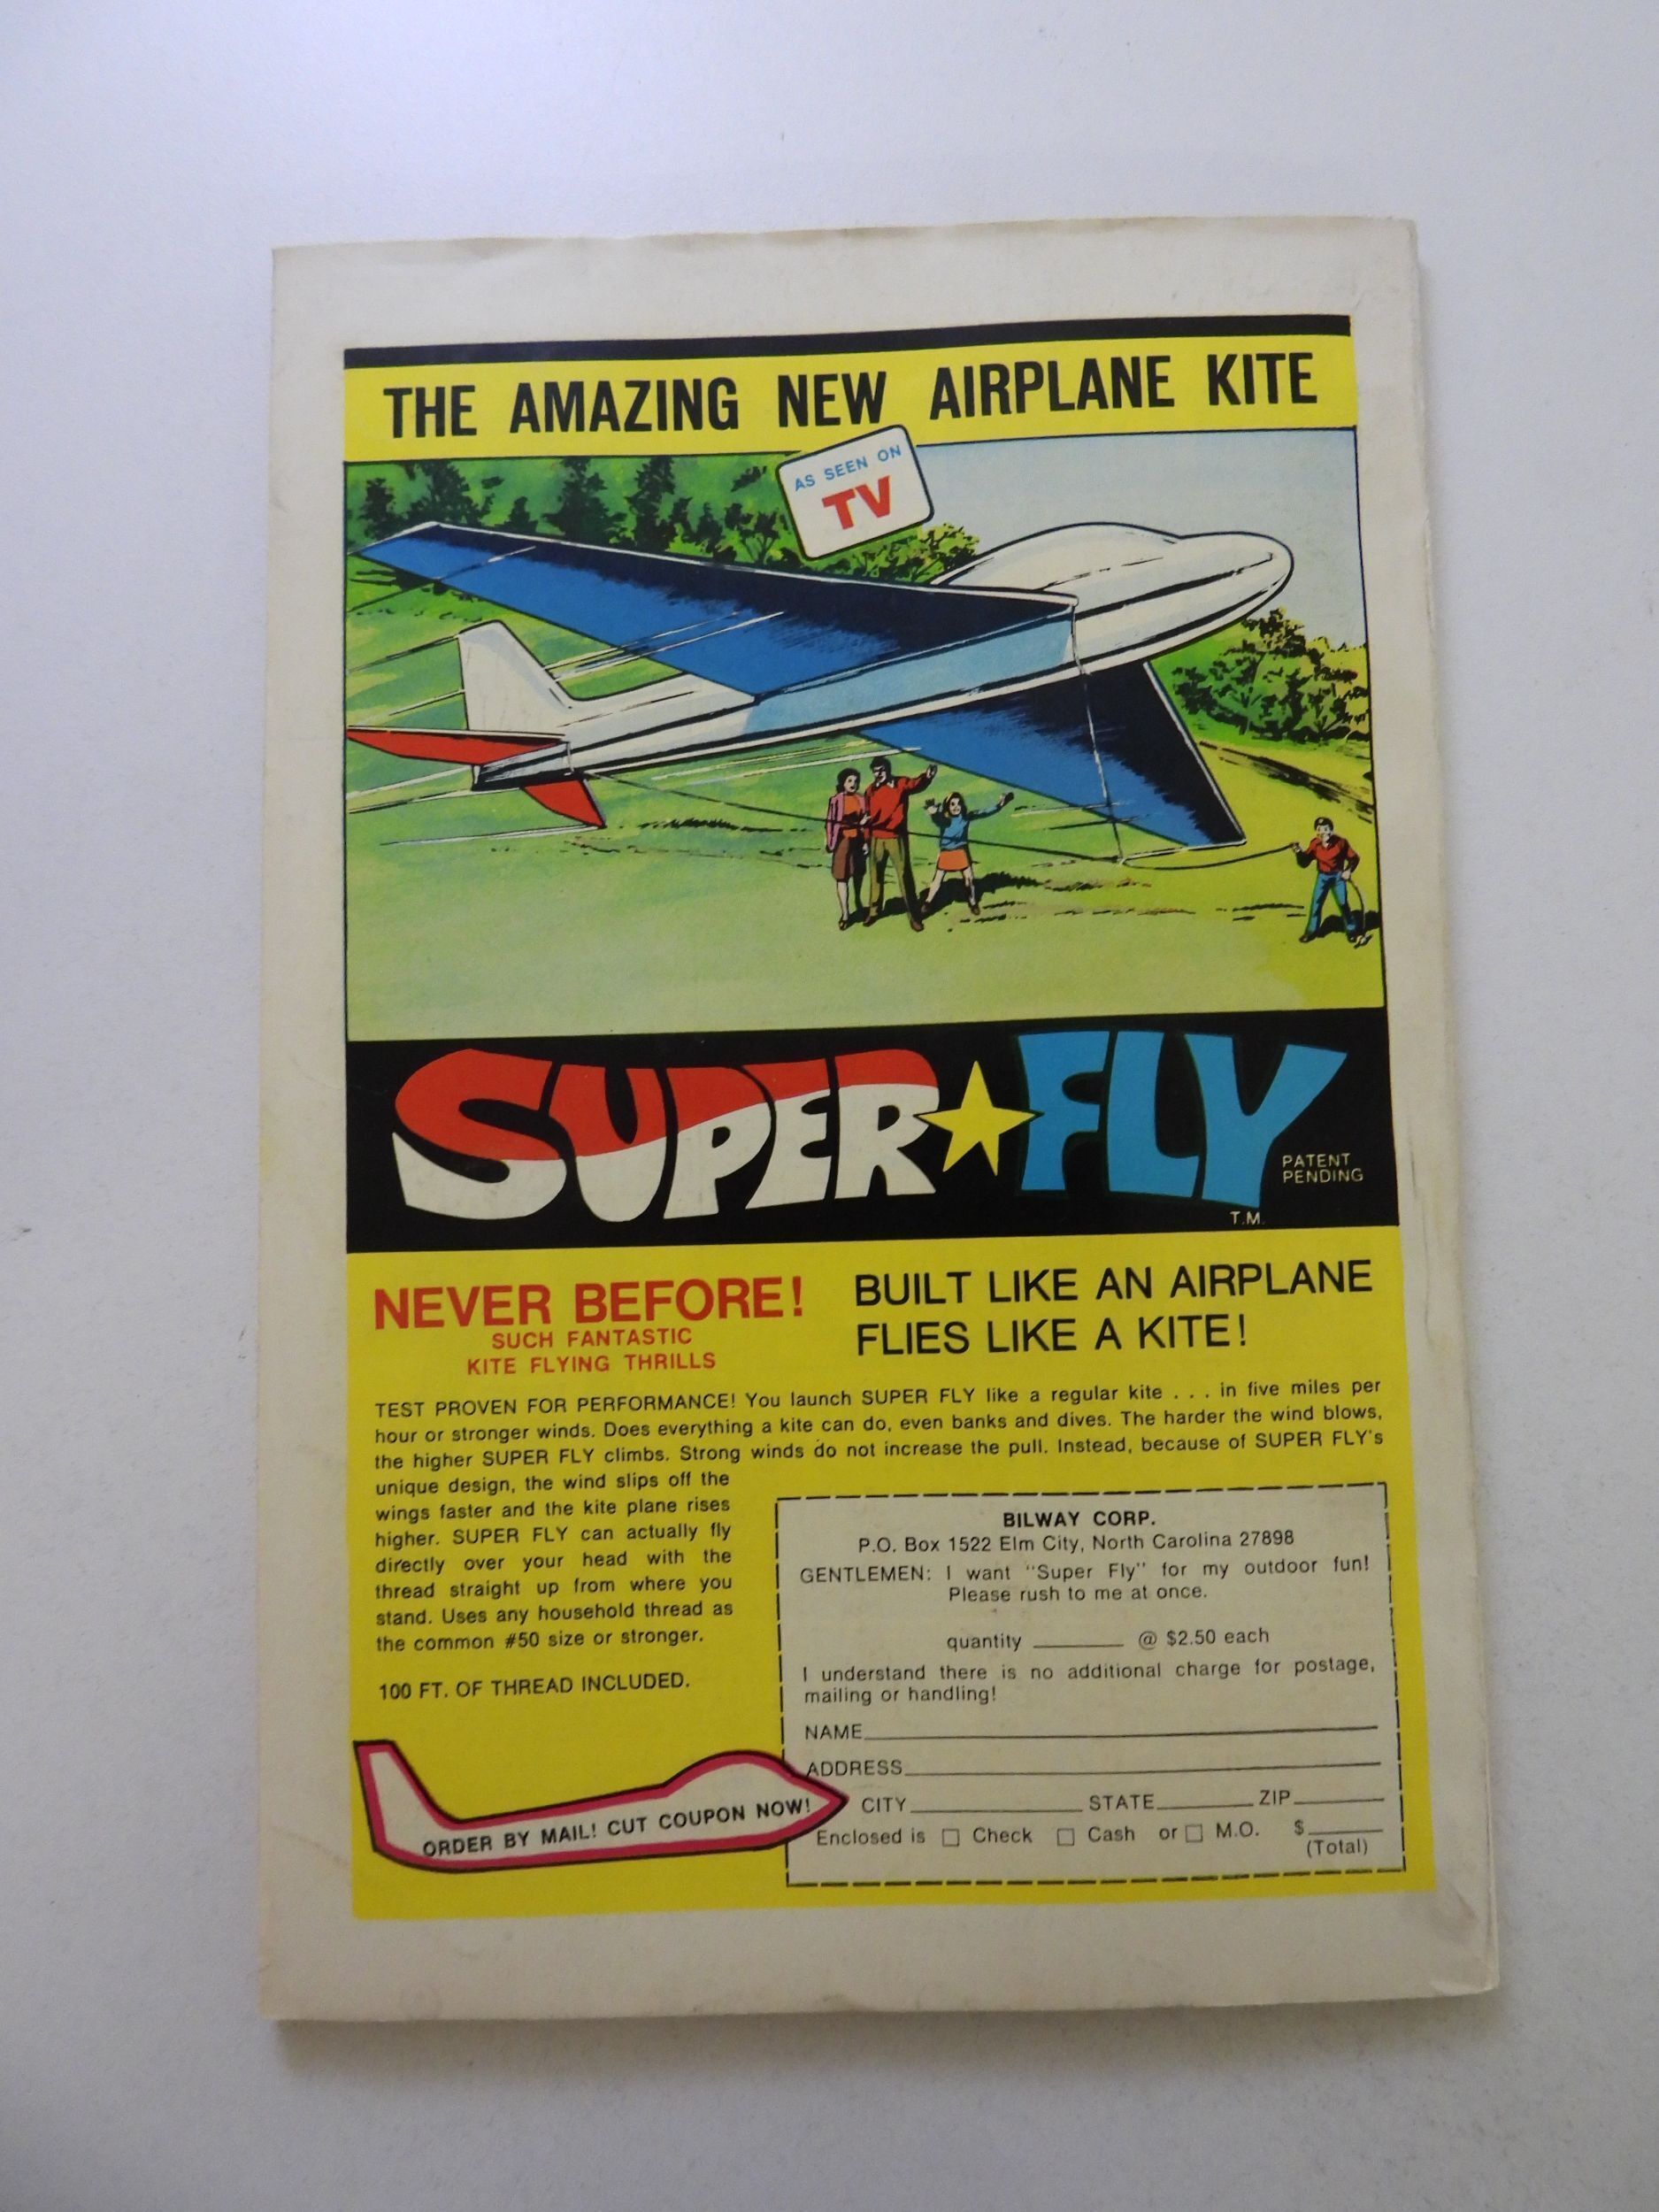 THE AMAZING NEW AIRPLANE KITE
AS SEEN ON
TV
SUPER FLY
PATENT
PENDING
T.M.
NEVER BEFORE!
SUCH FANTASTIC
KITE FLYING THRILLS
BUILT LIKE AN AIRPLANE
FLIES LIKE A KITE!
TEST PROVEN FOR PERFORMANCE! You launch SUPER FLY like a regular kite . . . in five miles per
hour or stronger winds. Does everything a kite can do, even banks and dives. The harder the wind blows,
the higher SUPER FLY climbs. Strong winds do not increase the pull. Instead, because of SUPER FLY's
unique design, the wind slips off the
wings faster and the kite plane rises
higher. SUPER FLY can actually fly
directly over your head with the
thread straight up from where you
stand. Uses any household thread as
the common #50 size or stronger.
100 FT. OF THREAD INCLUDED.
ORDER BY MAIL! CUT COUPON NOW!
BILWAY CORP.
P.O. Box 1522 Elm City, North Carolina 27898
GENTLEMEN: I want "Super Fly" for my outdoor fun!
Please rush to me at once.
quantity ________ @ $2.50 each
I understand there is no additional charge for postage,
mailing or handling!
NAME
ADDRESS
CITY STATE ZIP
Enclosed is □ Check □ Cash or □ M.O. $
(Total)